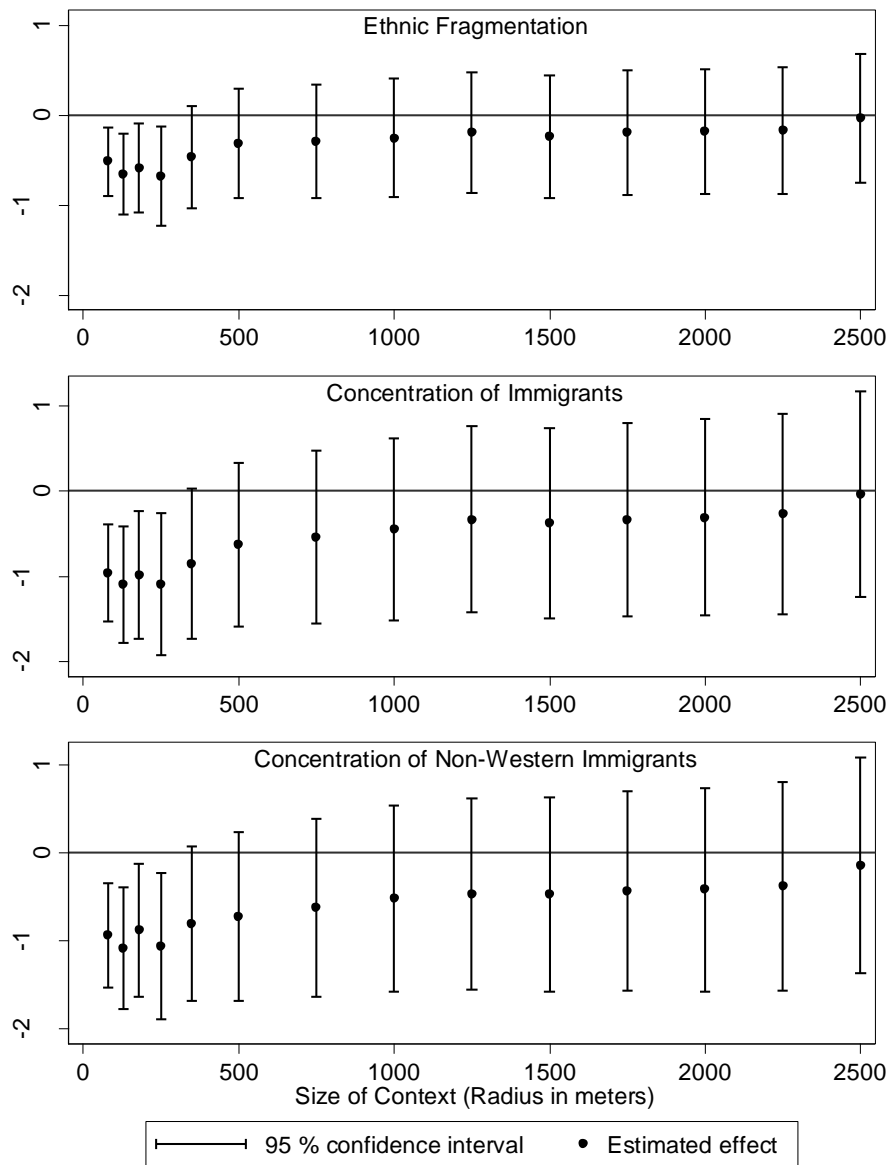 Ethnic Fragmentation
1
0
-1
-2
0 500 1000 1500 2000 2500
Concentration of Immigrants
1
0
-1
-2
0 500 1000 1500 2000 2500
Concentration of Non-Western Immigrants
1
0
-1
-2
0 500 1000 1500 2000 2500
Size of Context (Radius in meters)
95 % confidence interval Estimated effect